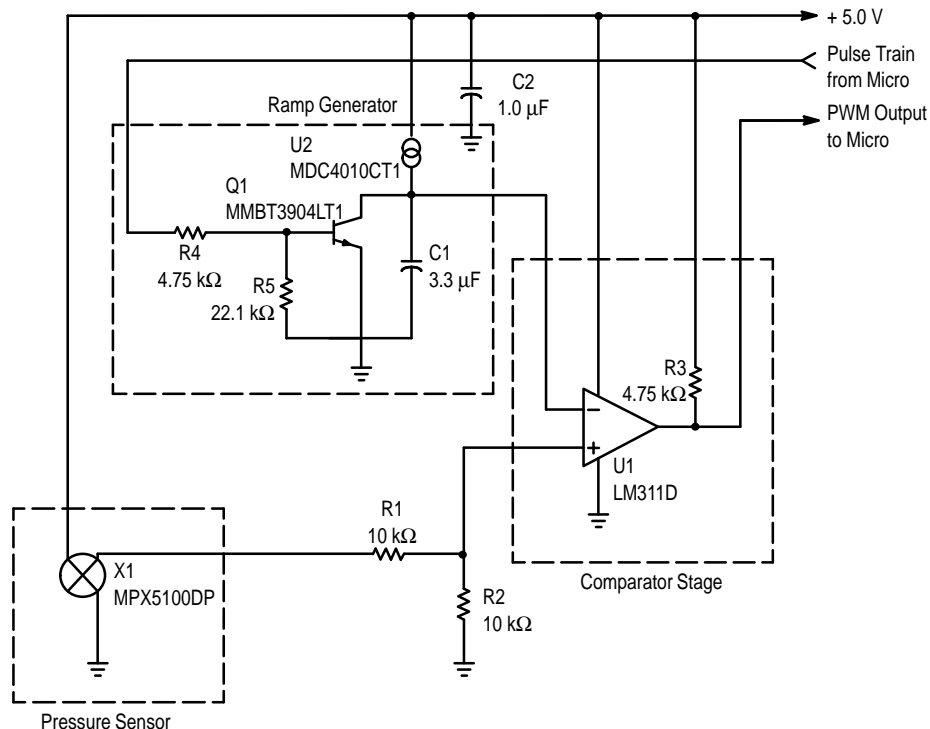 + 5.0 V
Pulse Train
from Micro
C2
1.0 µF
PWM Output
to Micro
Ramp Generator
U2
MDC4010CT1
Q1
MMBT3904LT1
R4
4.75 kΩ
R5
22.1 kΩ
C1
3.3 µF
R3
4.75 kΩ
−
+
U1
LM311D
R1
10 kΩ
X1
MPX5100DP
R2
10 kΩ
Comparator Stage
Pressure Sensor